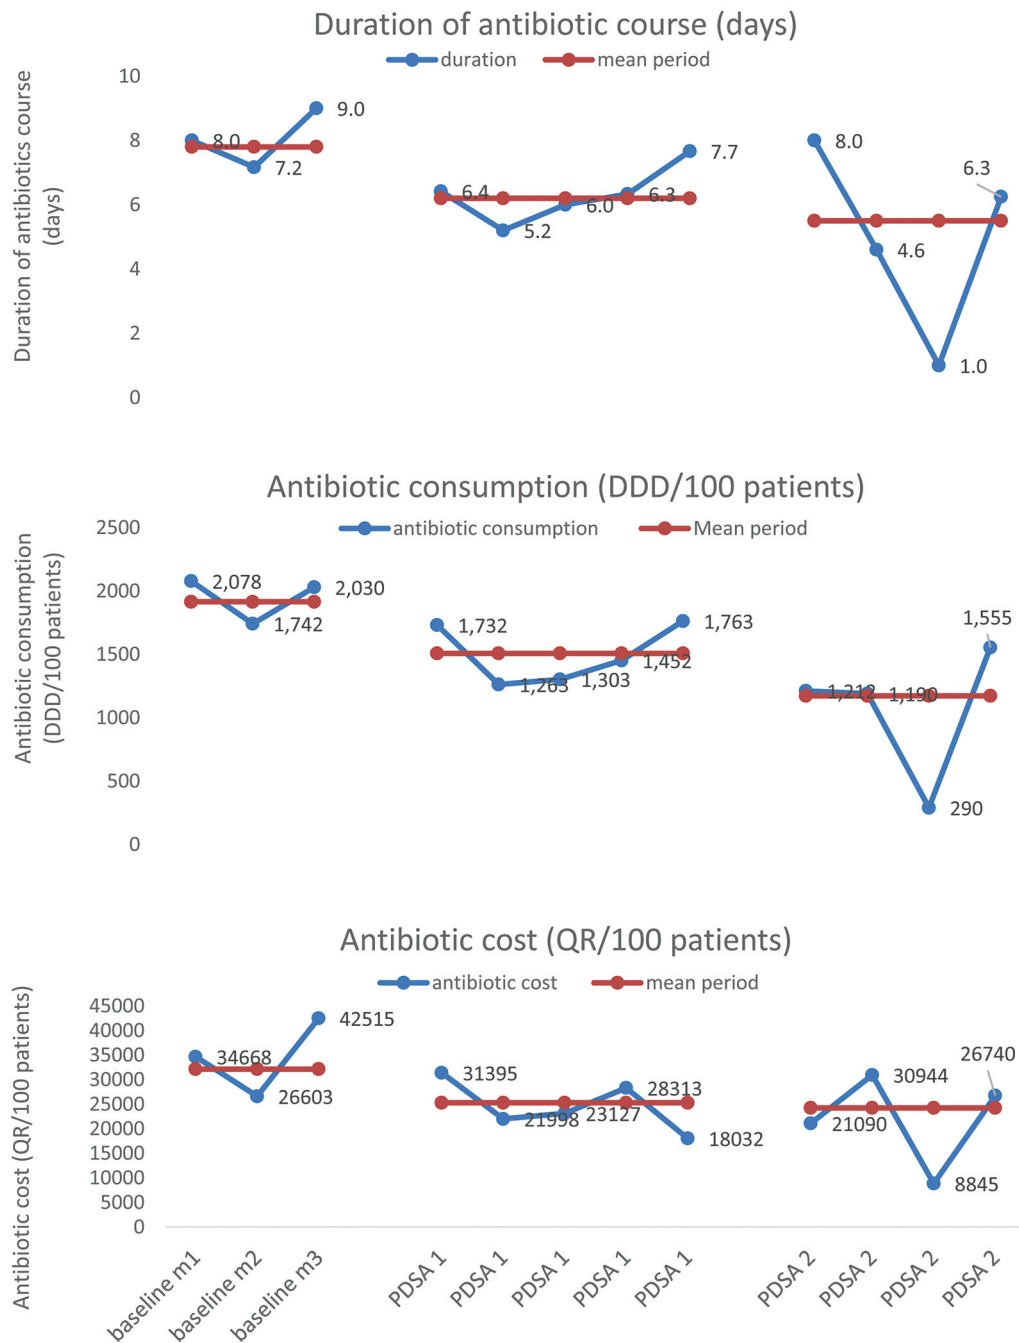 Duration of antibiotic course (days)
duration mean period
Duration of antibiotics course
(days)
10
8
6
4
2
0
8.0
7.2
9.0
6.4
5.2
6.0
6.3
7.7
8.0
4.6
1.0
6.3
Antibiotic consumption (DDD/100 patients)
antibiotic consumption Mean period
Antibiotic consumption
(DDD/100 patients)
2500
2000
1500
1000
500
0
2,078
1,742
2,030
1,732
1,263
1,303
1,452
1,763
1,212
1,190
290
1,555
Antibiotic cost (QR/100 patients)
antibiotic cost mean period
Antibiotic cost (QR/100 patients)
45000
40000
35000
30000
25000
20000
15000
10000
5000
0
34668
26603
42515
31395
21998
23127
28313
18032
21090
30944
8845
26740
baseline m1
baseline m2
baseline m3
PDSA 1
PDSA 1
PDSA 1
PDSA 1
PDSA 1
PDSA 2
PDSA 2
PDSA 2
PDSA 2